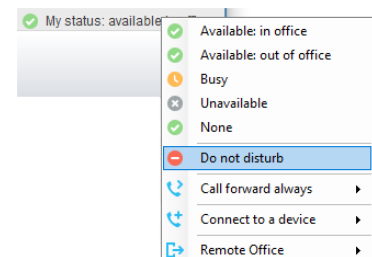 My status: available
Available: in office
Available: out of office
Busy
Unavailable
None
Do not disturb
Call forward always
Connect to a device
Remote Office